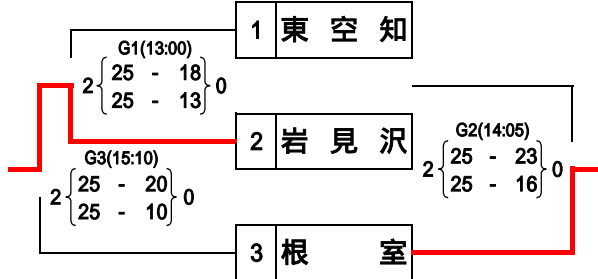 1 東 空 知
G1(13:00)
2 25 - 18 0
25 - 13
2 岩 見 沢
G2(14:05)
2 25 - 23 0
25 - 16
G3(15:10)
2 25 - 20 0
25 - 10
3 根 室